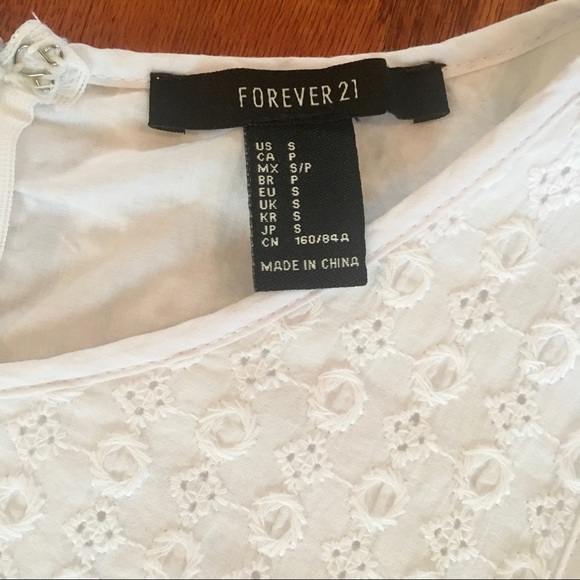 FOREVER 21
US S
CA P
MX S/P
BR P
EU S
UK S
KR S
JP S
CN 160/84A
MADE IN CHINA